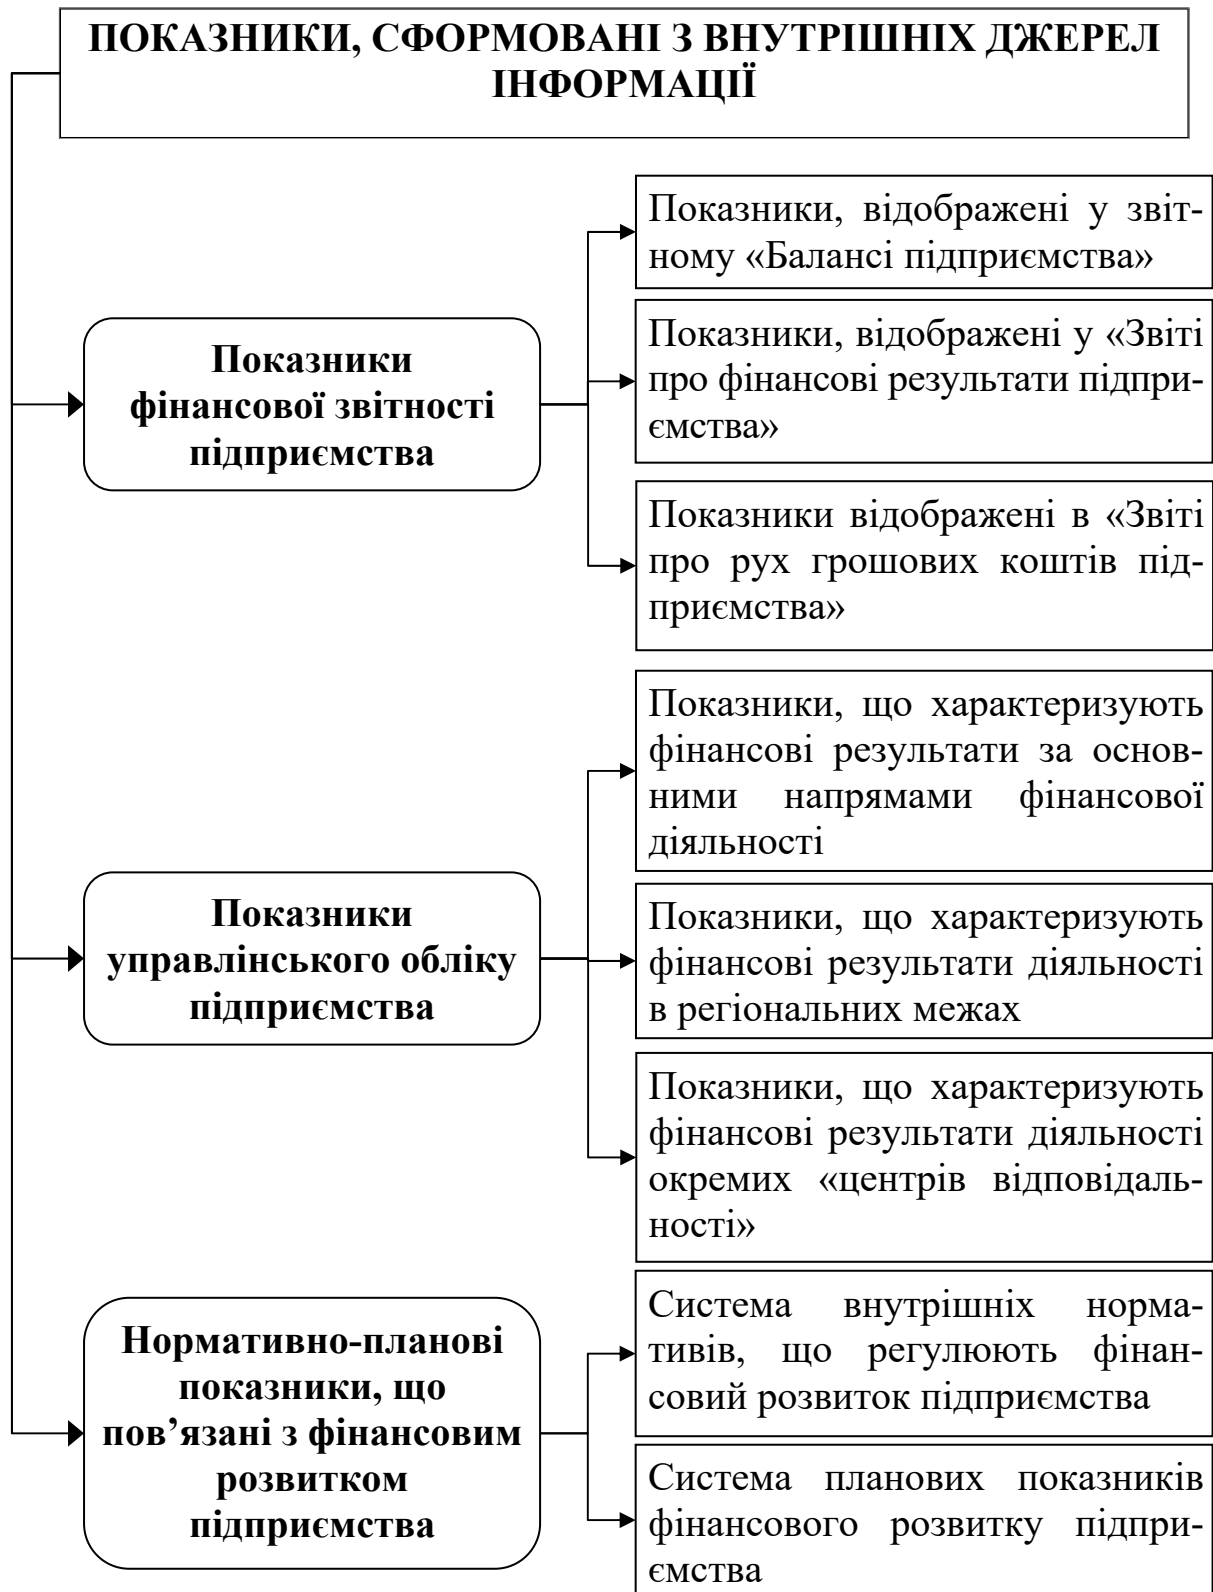 ПОКАЗНИКИ, СФОРМОВАНІ З ВНУТРІШНІХ ДЖЕРЕЛ
ІНФОРМАЦІЇ
Показники
фінансової звітності
підприємства
Показники, відображені у звіт-
ному «Балансі підприємства»
Показники, відображені у «Звіті
про фінансові результати підпри-
ємства»
Показники відображені в «Звіті
про рух грошових коштів під-
приємства»
Показники
управлінського обліку
підприємства
Показники, що характеризують
фінансові результати за основ-
ними напрямами фінансової
діяльності
Показники, що характеризують
фінансові результати діяльності
в регіональних межах
Показники, що характеризують
фінансові результати діяльності
окремих «центрів відповідаль-
ності»
Нормативно-планові
показники, що
пов’язані з фінансовим
розвитком
підприємства
Система внутрішніх норма-
тивів, що регулюють фінан-
совий розвиток підприємства
Система планових показників
фінансового розвитку підпри-
ємства